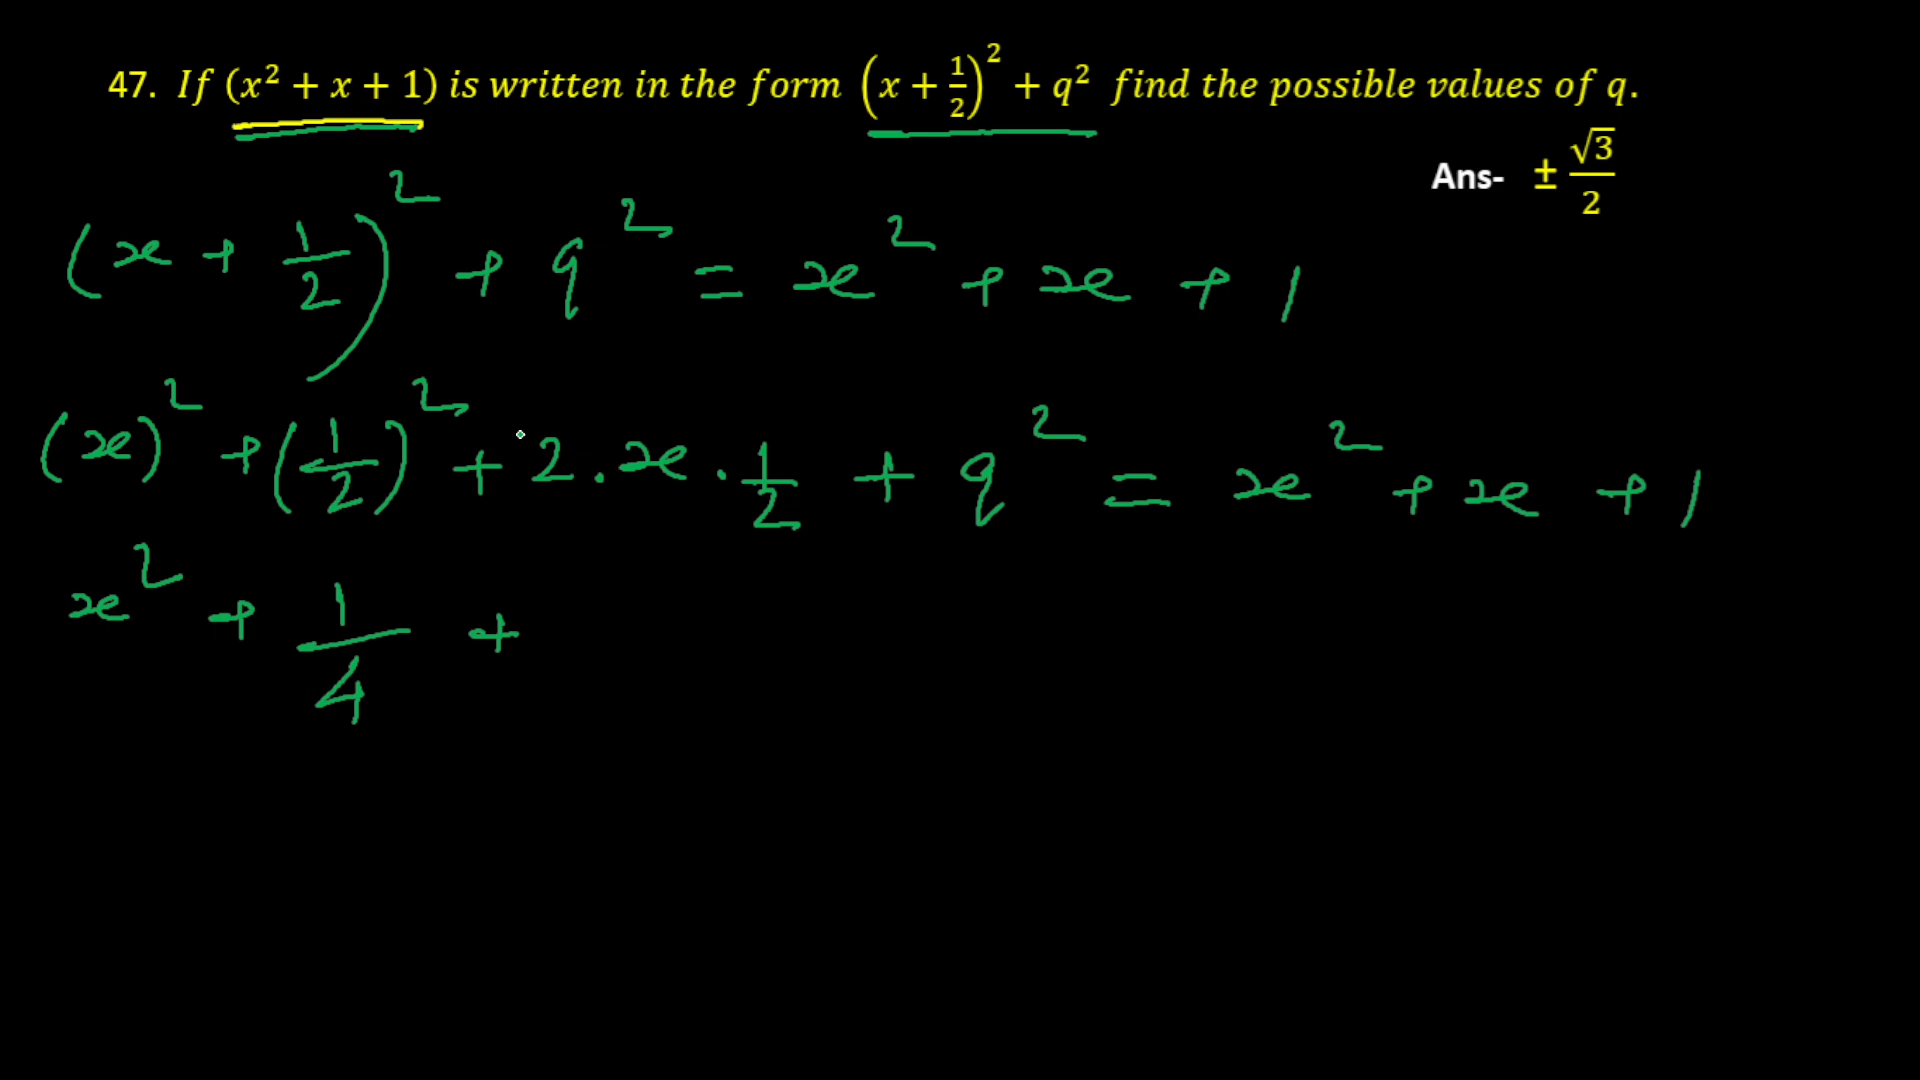 47. If (x² + x + 1) is written in the form (x + 1/2)² + q² find the possible values of q.
Ans- ± √3/2
(x + 1/2)² + q² = x² + x + 1
(x)² + (1/2)² + 2 . x . 1/2 + q² = x² + x + 1
x² + 1/4 +